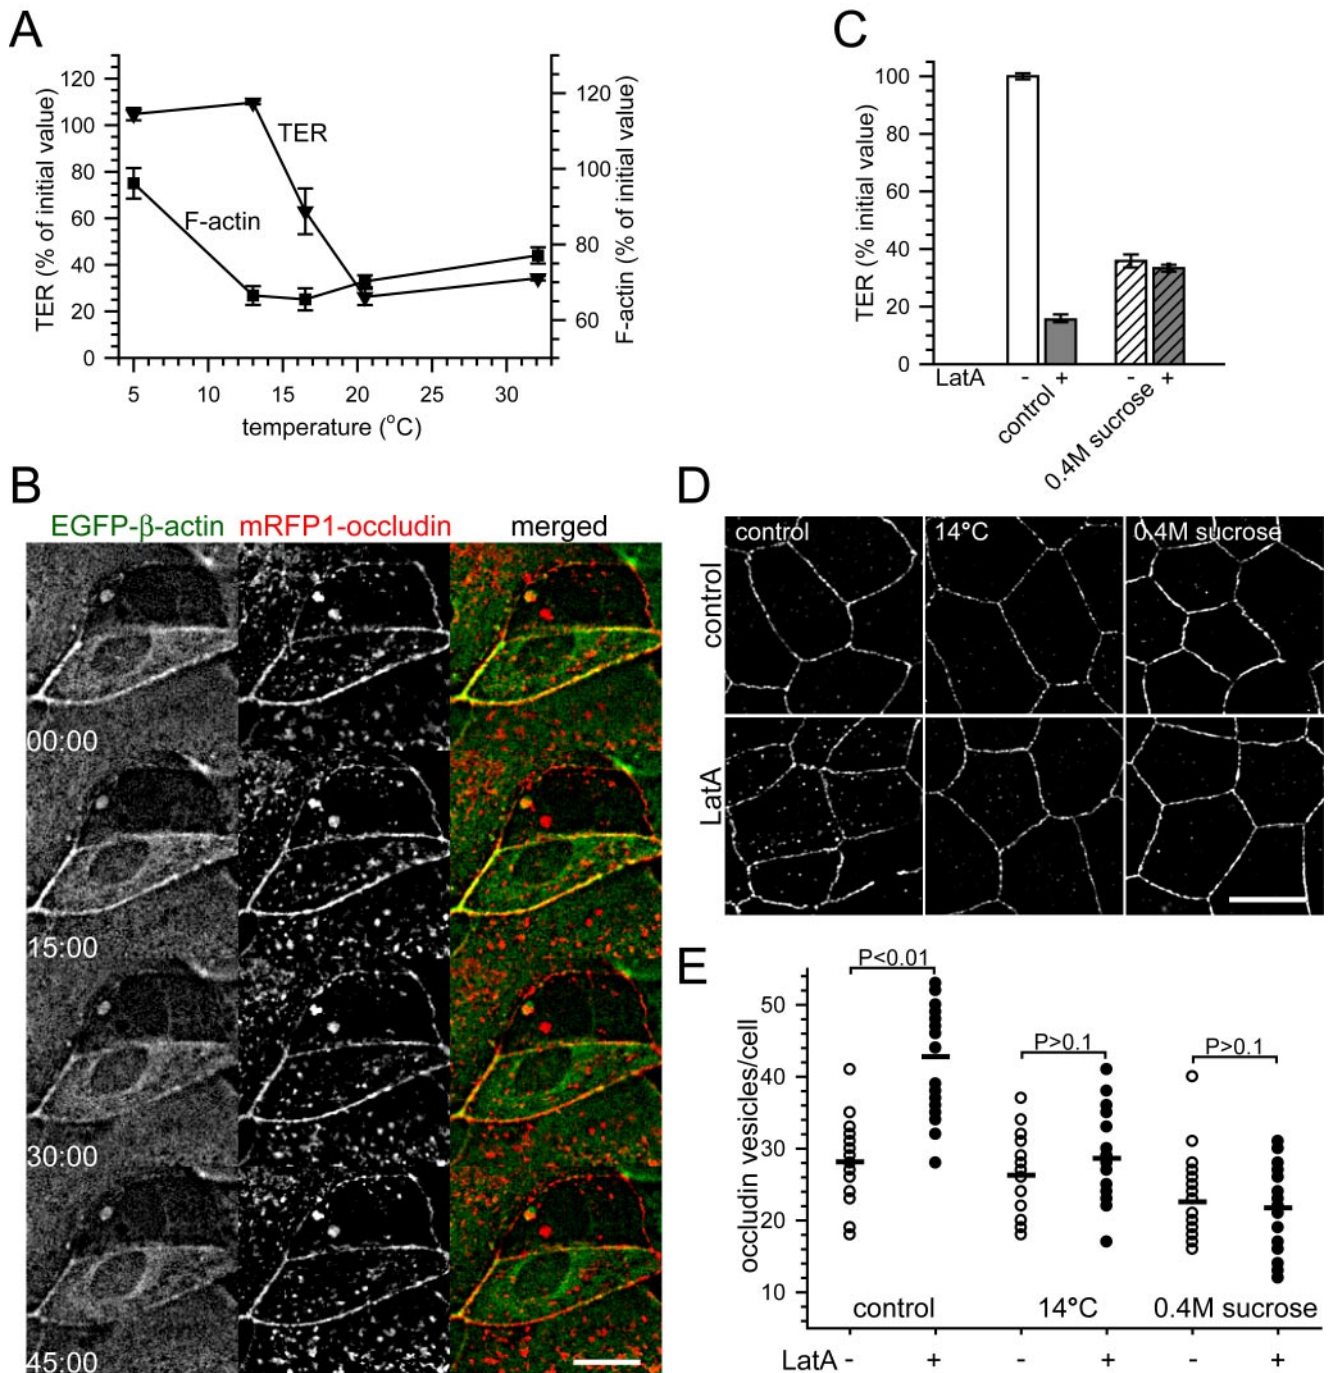 A
TER (% of initial value)
120
100
80
60
40
20
0
TER
F-actin
120
100
80
60
F-actin (% of initial value)
5 10 15 20 25 30
temperature (°C)
C
TER (% initial value)
100
80
60
40
20
0
LatA - + - +
control
0.4M sucrose
B
EGFP-β-actin mRFP1-occludin merged
00:00
15:00
30:00
45:00
D
control 14°C 0.4M sucrose
control
LatA
E
occludin vesicles/cell
50
40
30
20
10
P<0.01
P>0.1
P>0.1
control 14°C 0.4M sucrose
LatA - + - + - +